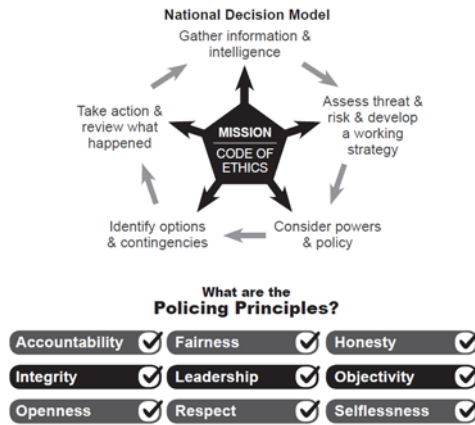 National Decision Model
Gather information &
intelligence
Assess threat &
risk & develop
a working
strategy
Consider powers
& policy
Identify options
& contingencies
Take action &
review what
happened
MISSION
CODE OF
ETHICS
What are the
Policing Principles?
Accountability
Fairness
Honesty
Integrity
Leadership
Objectivity
Openness
Respect
Selflessness